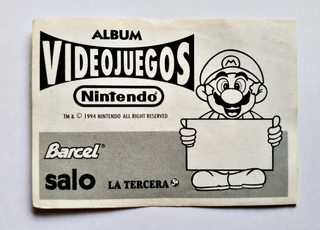 ALBUM
VIDEOJUEGOS
Nintendo
TM & © 1994 NINTENDO ALL RIGHT RESERVED
Barcel
salo
LA TERCERA